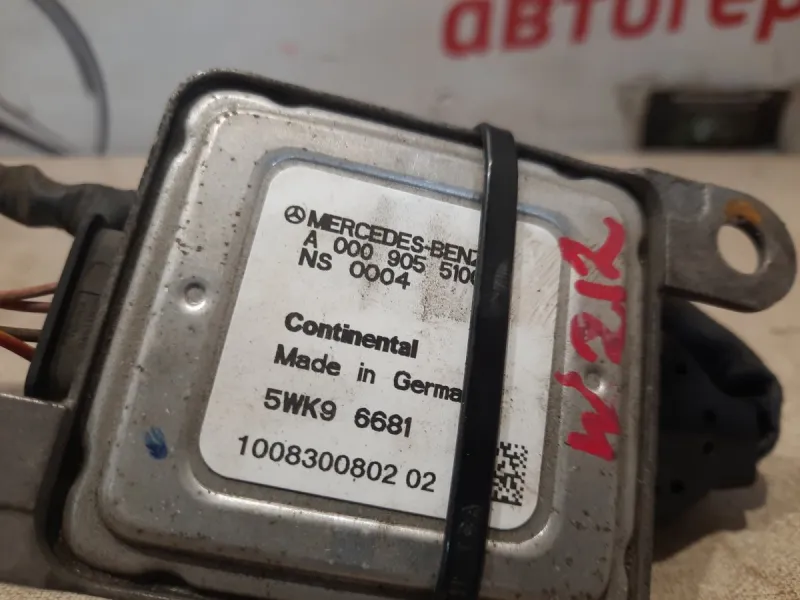 автогер
MERCEDES-BENZ
A 000 905 510
NS 0004
Continental
Made in Germa
5WK9 6681
1008300802 02
W212